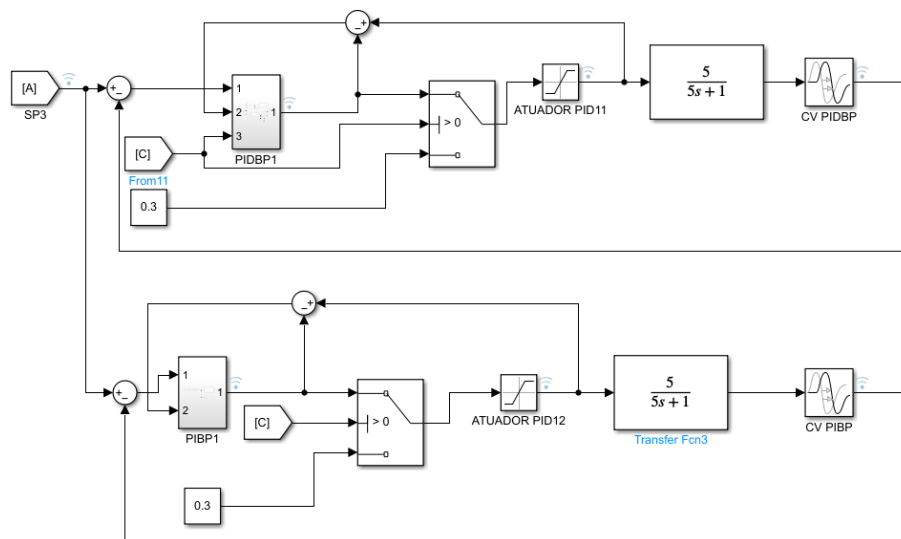 [A]
SP3
+
−
1
2
3
1
PIDBP1
−
+
[C]
From11
0.3
> 0
ATUADOR PID11
5
5s + 1
CV PIDBP
+
−
1
2
1
PIBP1
−
+
[C]
0.3
> 0
ATUADOR PID12
5
5s + 1
Transfer Fcn3
CV PIBP